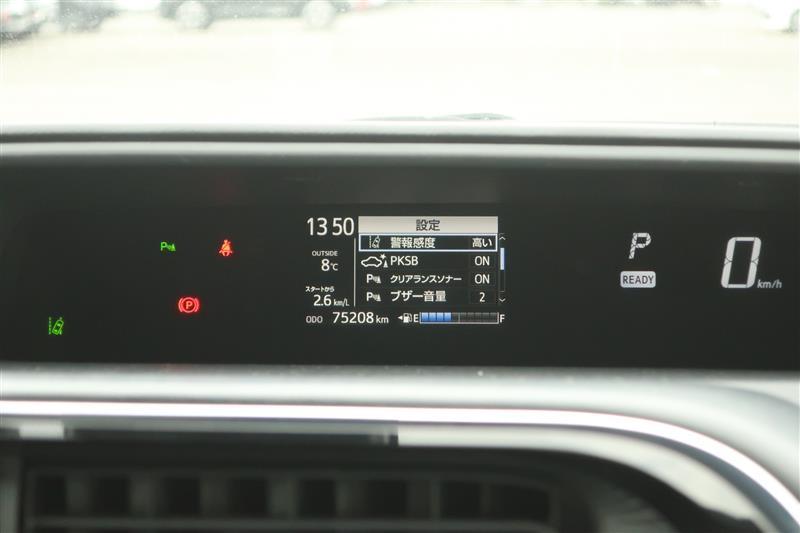 13 50
設定
警報感度 高い
OUTSIDE
8℃
PKSB ON
クリアランスソナー ON
スタートから
2.6 km/L
ブザー音量 2
ODO 75208 km
E F
P
READY
0 km/h
P
P